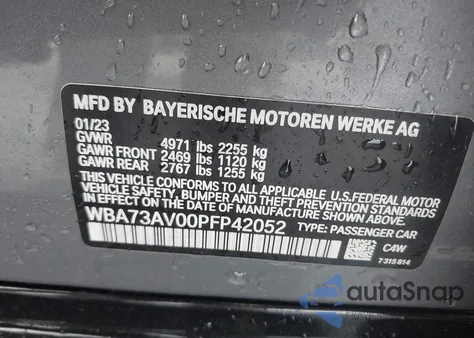 MFD BY BAYERISCHE MOTOREN WERKE AG
01/23
GVWR 4971 lbs 2255 kg
GAWR FRONT 2469 lbs 1120 kg
GAWR REAR 2767 lbs 1255 kg
THIS VEHICLE CONFORMS TO ALL APPLICABLE U.S.FEDERAL MOTOR
VEHICLE SAFETY, BUMPER AND THEFT PREVENTION STANDARDS
IN EFFECT ON THE DATE OF MANUFACTURE SHOWN ABOVE.
WBA73AV00PFP42052 TYPE: PASSENGER CAR
C4W
7315814
autoSnap